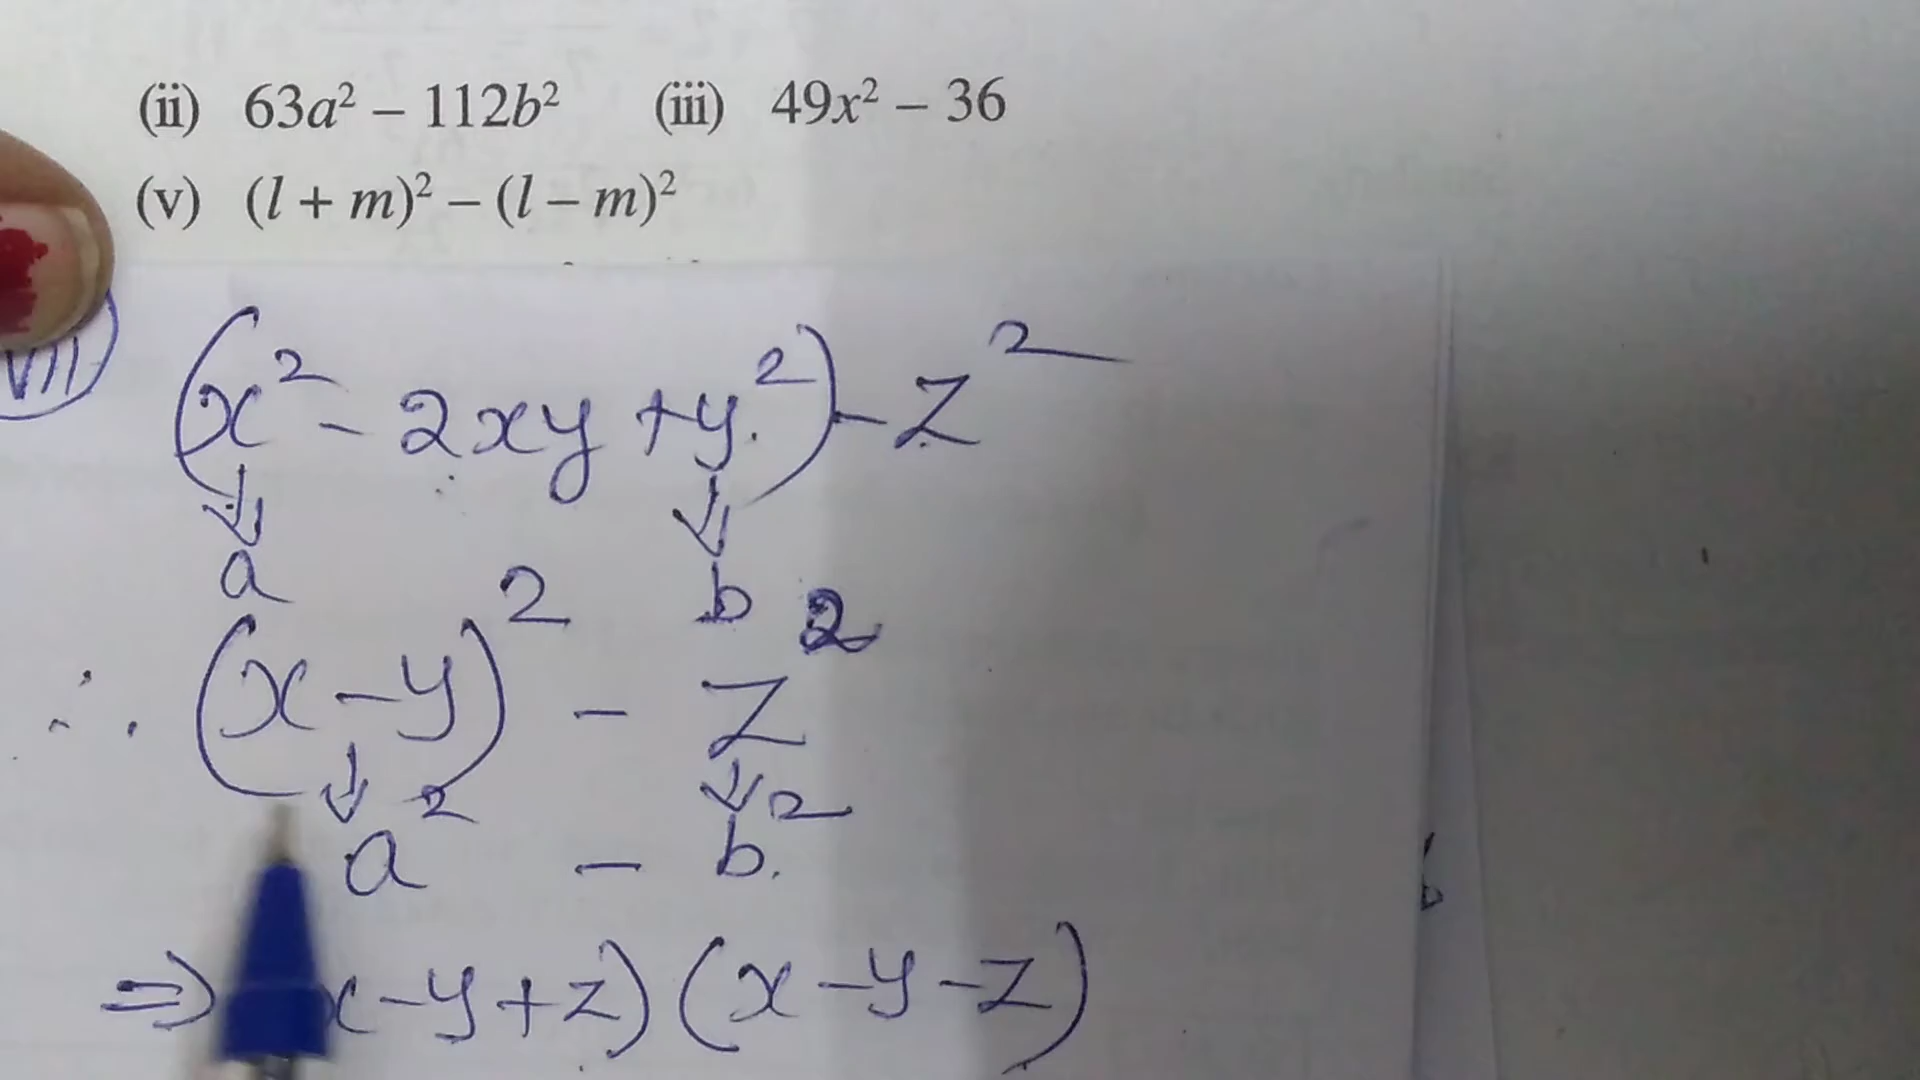 (ii) 63a² – 112b² (iii) 49x² – 36
(v) (l + m)² – (l – m)²
VII (x² - 2xy + y²) - z²
a b
∴ (x - y)² - z²
a² - b²
⇒ x - y + z) (x - y - z)
b